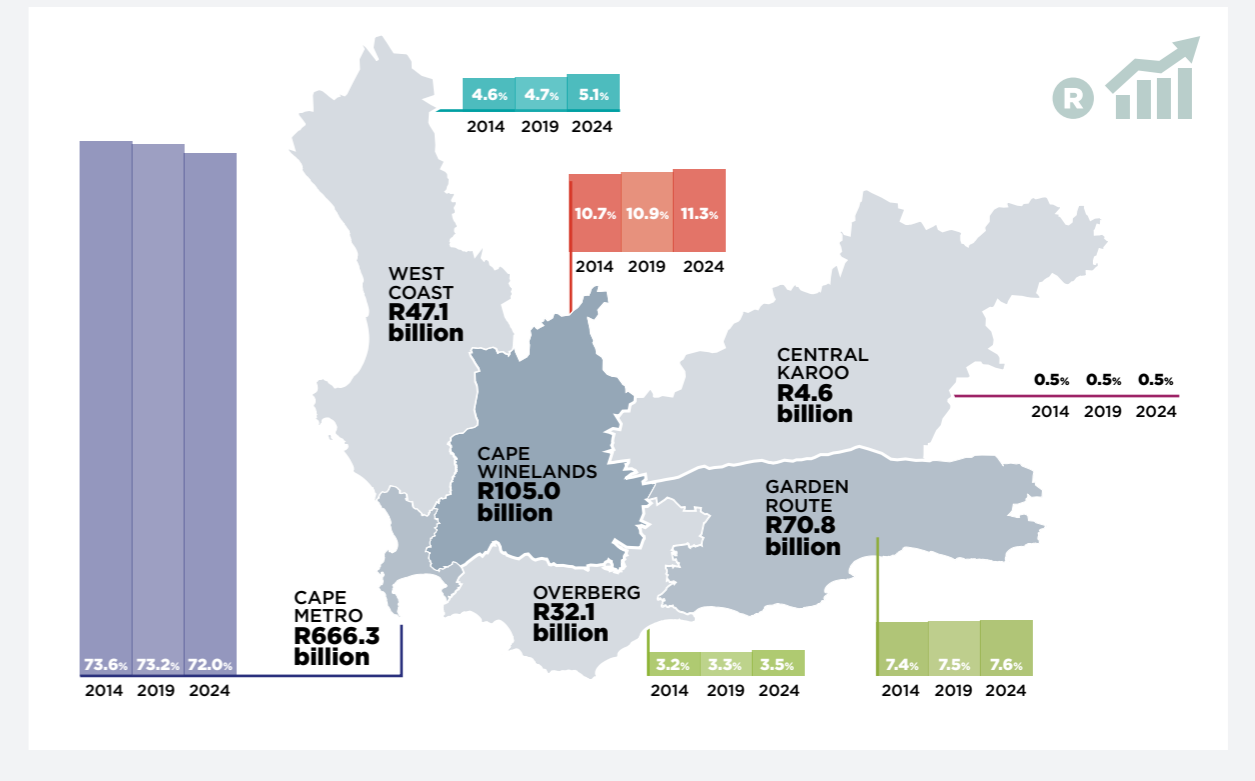 R
4.6% 4.7% 5.1%
2014 2019 2024
10.7% 10.9% 11.3%
2014 2019 2024
WEST
COAST
R47.1
billion
CENTRAL
KAROO
R4.6
billion
0.5% 0.5% 0.5%
2014 2019 2024
CAPE
WINELANDS
R105.0
billion
GARDEN
ROUTE
R70.8
billion
OVERBERG
R32.1
billion
CAPE
METRO
R666.3
billion
73.6% 73.2% 72.0%
2014 2019 2024
3.2% 3.3% 3.5%
2014 2019 2024
7.4% 7.5% 7.6%
2014 2019 2024